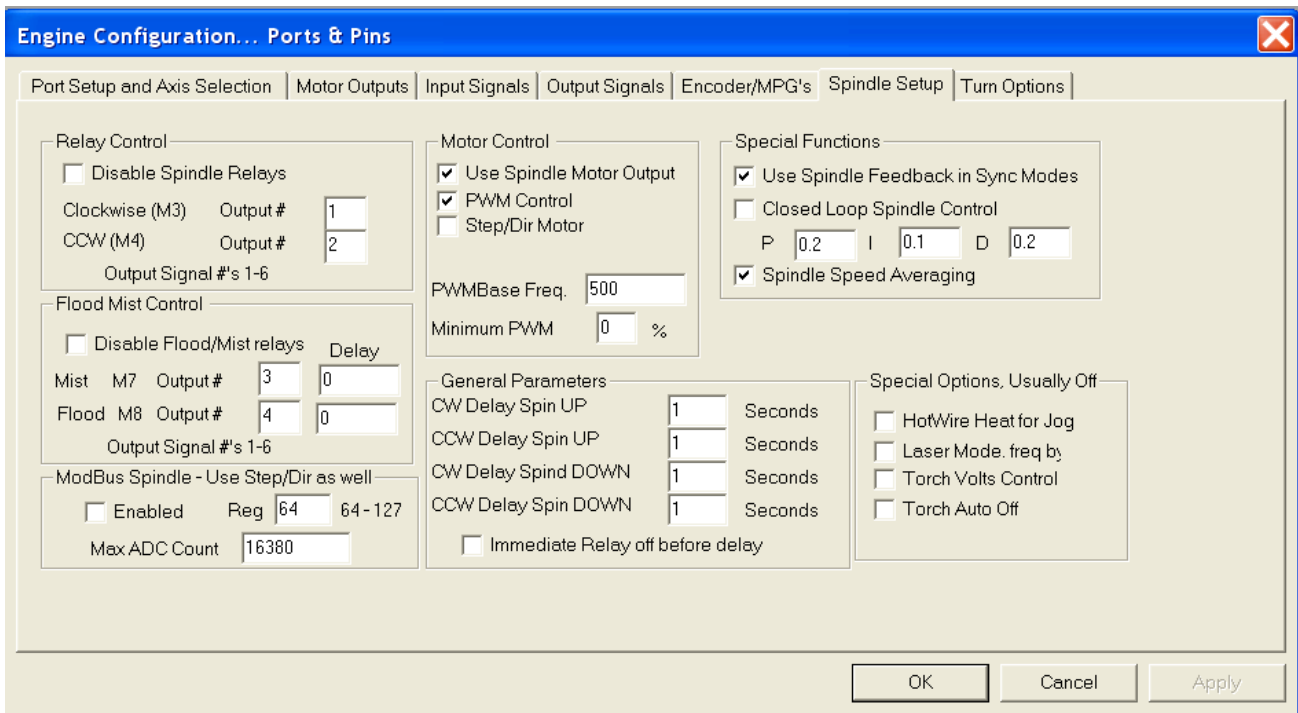 Engine Configuration... Ports & Pins
Port Setup and Axis Selection
Motor Outputs
Input Signals
Output Signals
Encoder/MPG's
Spindle Setup
Turn Options
Relay Control
Disable Spindle Relays
Clockwise (M3) Output # 1
CCW (M4) Output # 2
Output Signal #'s 1-6
Flood Mist Control
Disable Flood/Mist relays Delay
Mist M7 Output # 3 0
Flood M8 Output # 4 0
Output Signal #'s 1-6
ModBus Spindle - Use Step/Dir as well
Enabled Reg 64 64 - 127
Max ADC Count 16380
Motor Control
Use Spindle Motor Output
PWM Control
Step/Dir Motor
PWMBase Freq. 500
Minimum PWM 0 %
General Parameters
CW Delay Spin UP 1 Seconds
CCW Delay Spin UP 1 Seconds
CW Delay Spind DOWN 1 Seconds
CCW Delay Spin DOWN 1 Seconds
Immediate Relay off before delay
Special Functions
Use Spindle Feedback in Sync Modes
Closed Loop Spindle Control
P 0.2 I 0.1 D 0.2
Spindle Speed Averaging
Special Options, Usually Off
HotWire Heat for Jog
Laser Mode. freq by
Torch Volts Control
Torch Auto Off
OK
Cancel
Apply